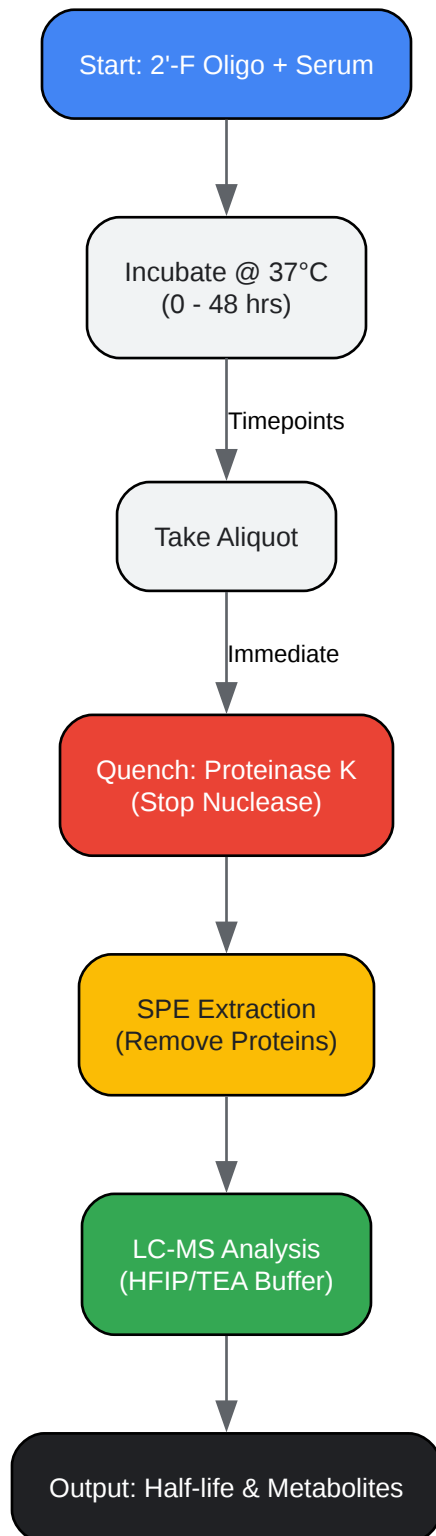 Start: 2'-F Oligo + Serum
Incubate @ 37°C
(0 - 48 hrs)
Timepoints
Take Aliquot
Immediate
Quench: Proteinase K
(Stop Nuclease)
SPE Extraction
(Remove Proteins)
LC-MS Analysis
(HFIP/TEA Buffer)
Output: Half-life & Metabolites